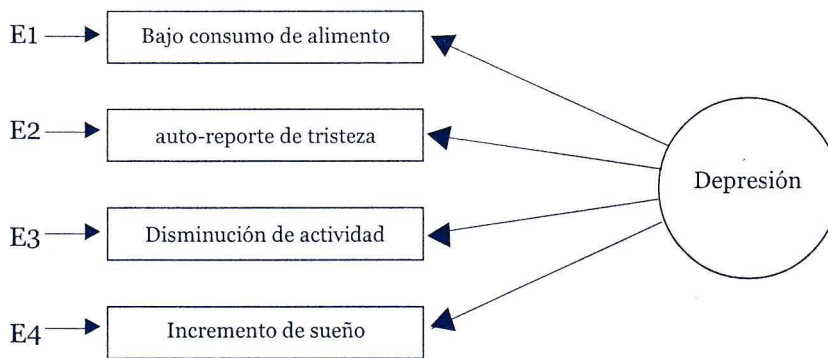 E1
Bajo consumo de alimento
E2
auto-reporte de tristeza
Depresión
E3
Disminución de actividad
E4
Incremento de sueño